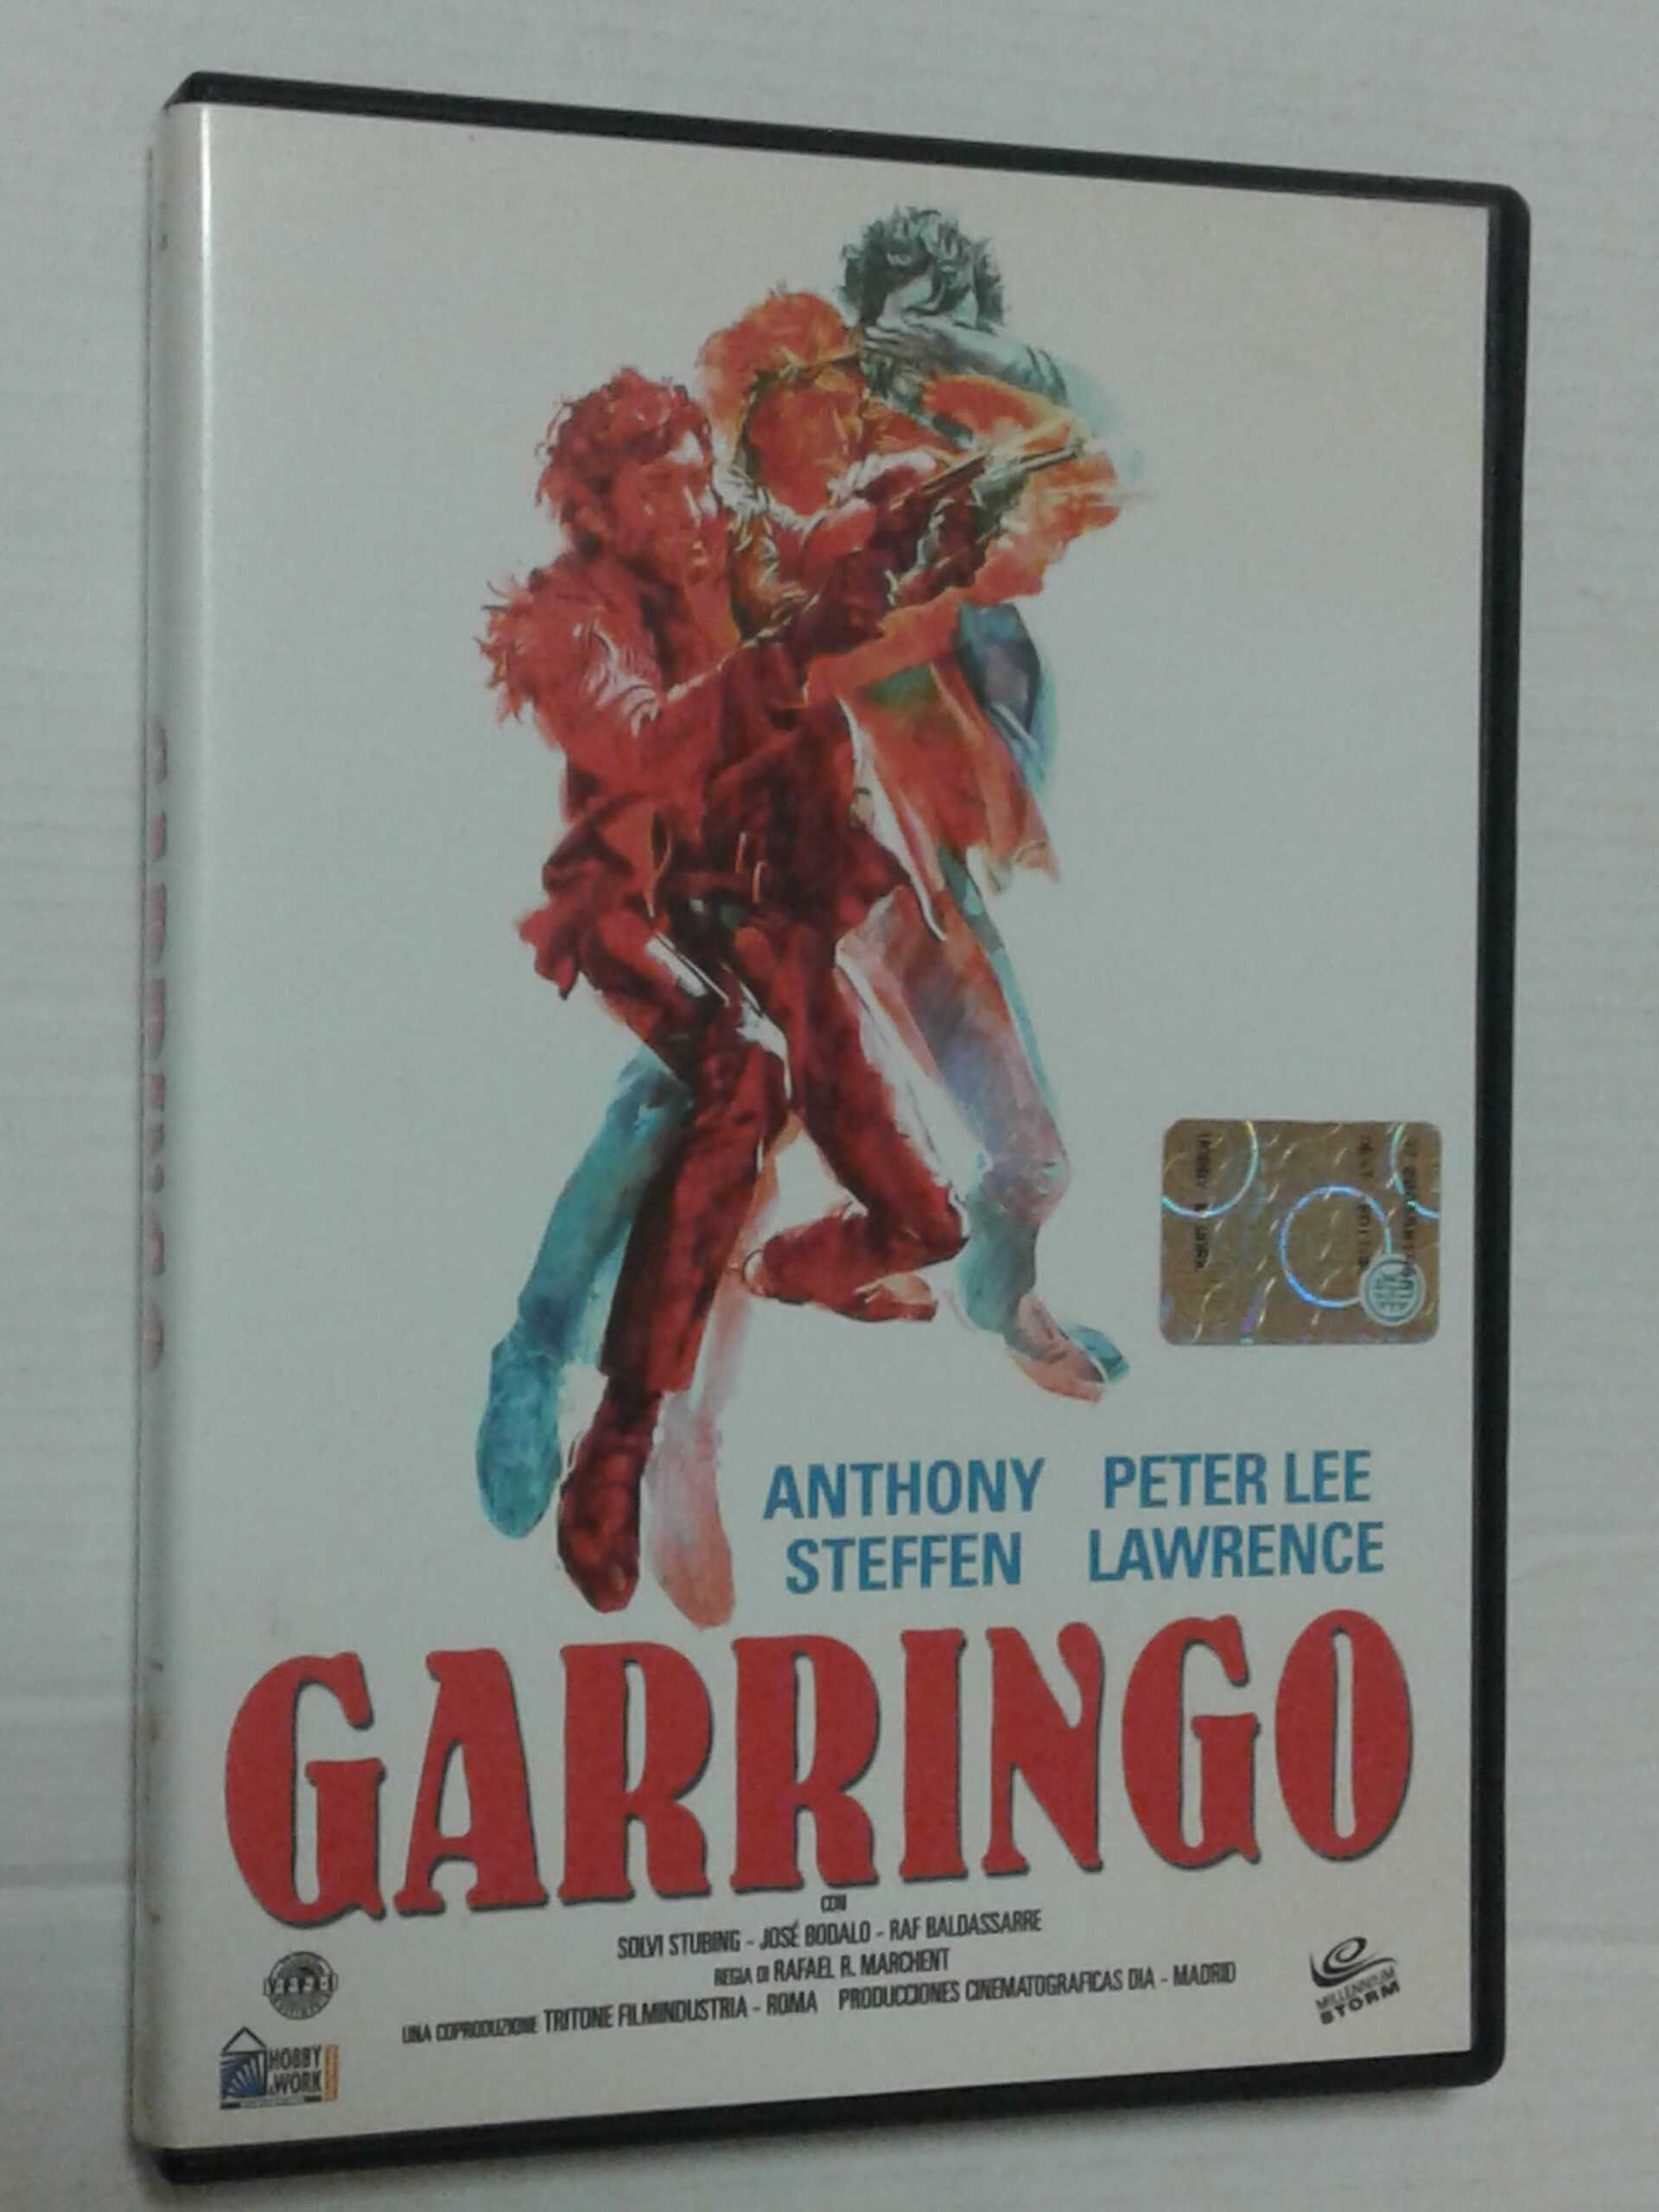 ANTHONY PETER LEE
STEFFEN LAWRENCE
GARRINGO
CON
SOLVI STUBING - JOSÉ BODALO - RAF BALDASSARRE
REGIA DI RAFAEL R. MARCHENT
UNA COPRODUZIONE TRITONE FILMINDUSTRIA - ROMA PRODUCCIONES CINEMATOGRAFICAS DIA - MADRID
MILLENNIUM
STORM
HOBBY
&WORK